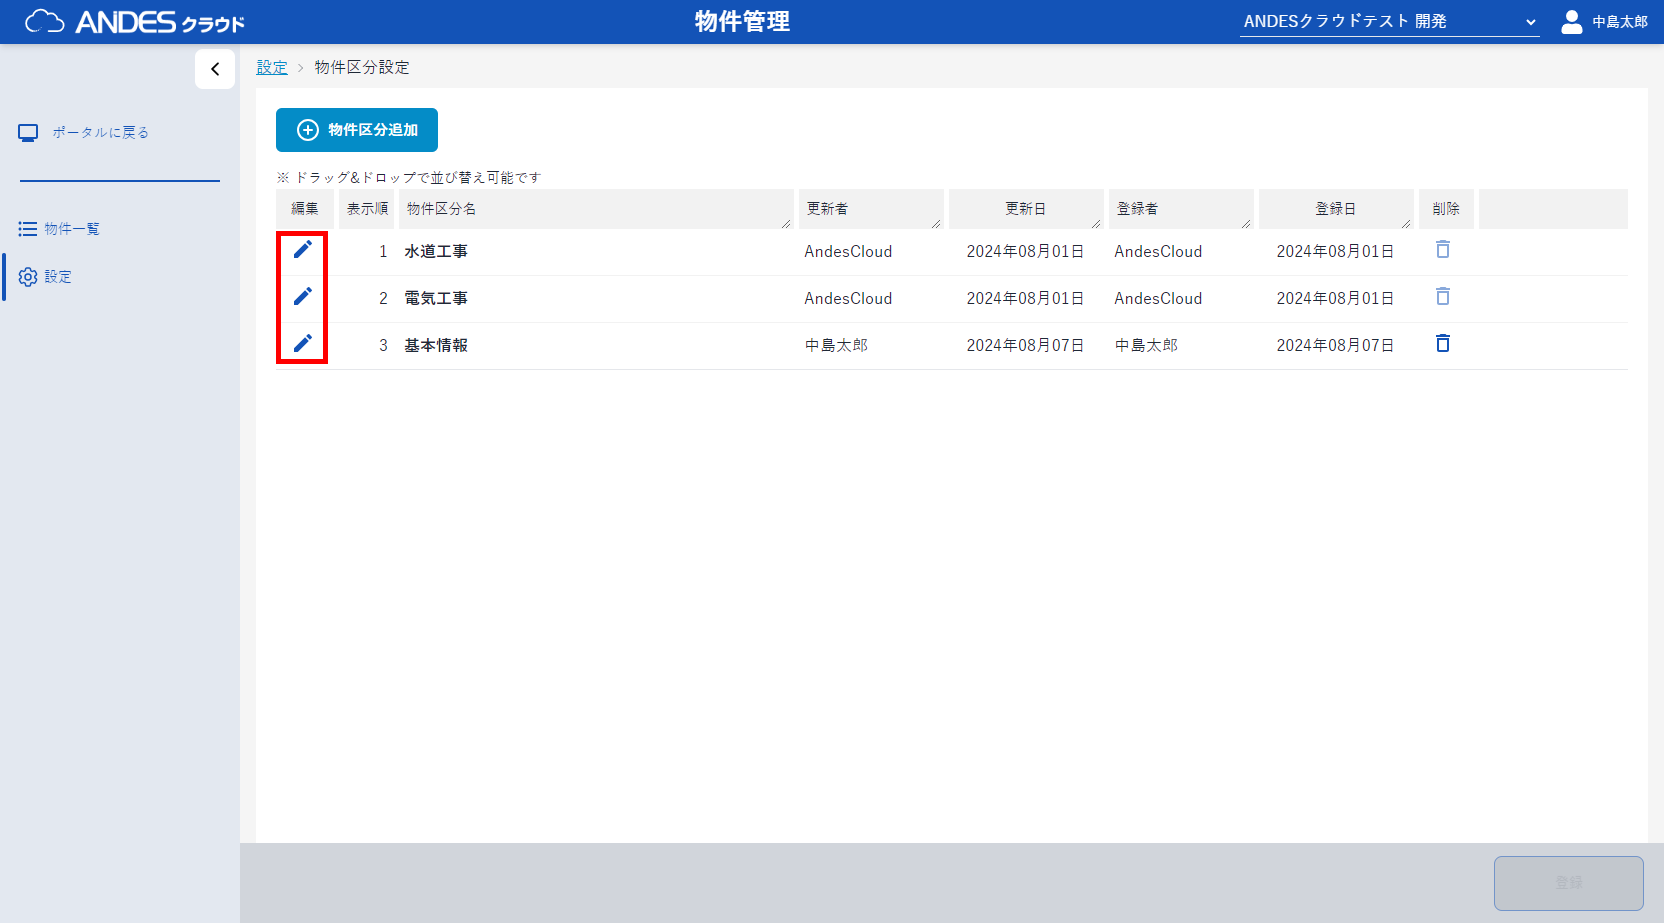 ANDES クラウド
物件管理
ANDESクラウドテスト 開発
中島太郎
設定 > 物件区分設定
ポータルに戻る
物件一覧
設定
物件区分追加
※ ドラッグ&ドロップで並び替え可能です
編集 表示順 物件区分名 更新者 更新日 登録者 登録日 削除
1 水道工事 AndesCloud 2024年08月01日 AndesCloud 2024年08月01日
2 電気工事 AndesCloud 2024年08月01日 AndesCloud 2024年08月01日
3 基本情報 中島太郎 2024年08月07日 中島太郎 2024年08月07日
登録